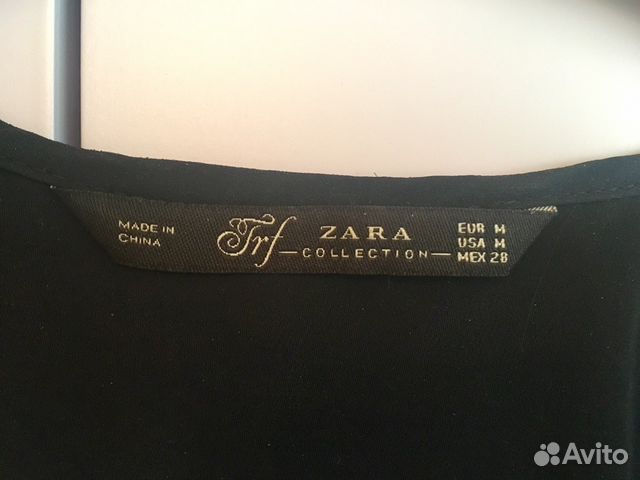 MADE IN
CHINA
Trf
ZARA
—COLLECTION—
EUR M
USA M
MEX 28
Avito